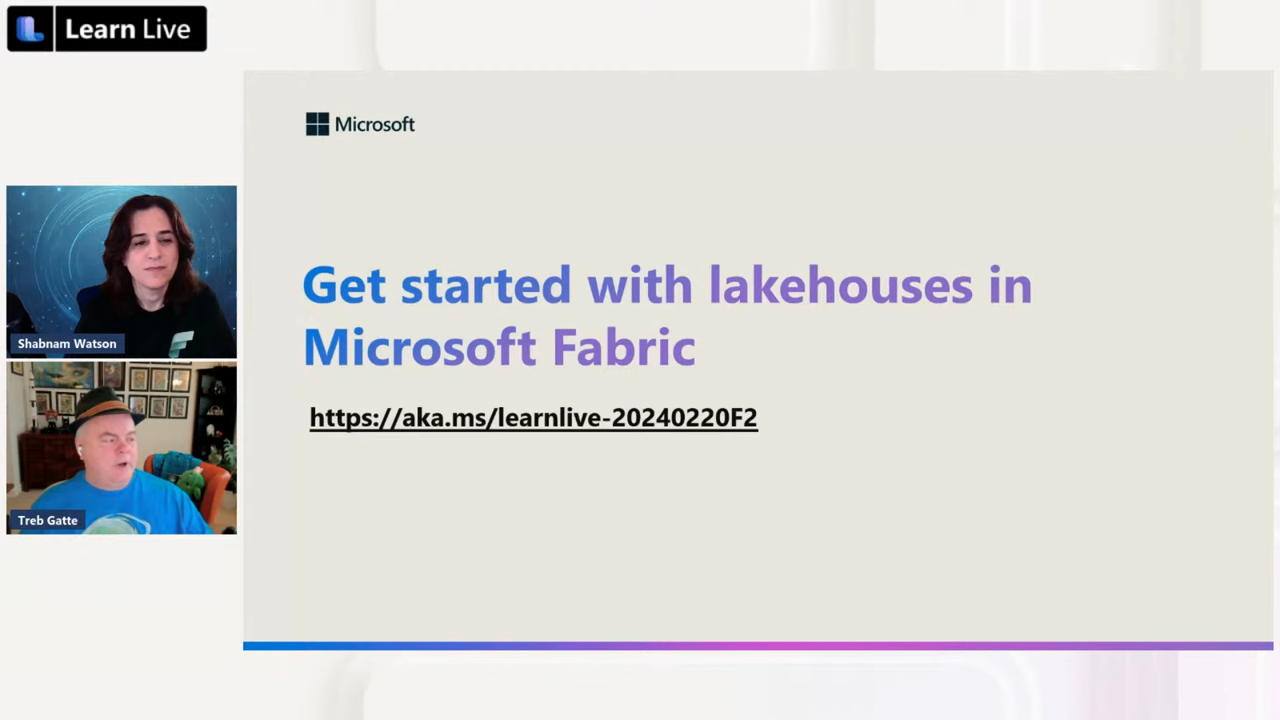 Learn Live
Microsoft
Get started with lakehouses in
Microsoft Fabric
https://aka.ms/learnlive-20240220F2
Shabnam Watson
Treb Gatte